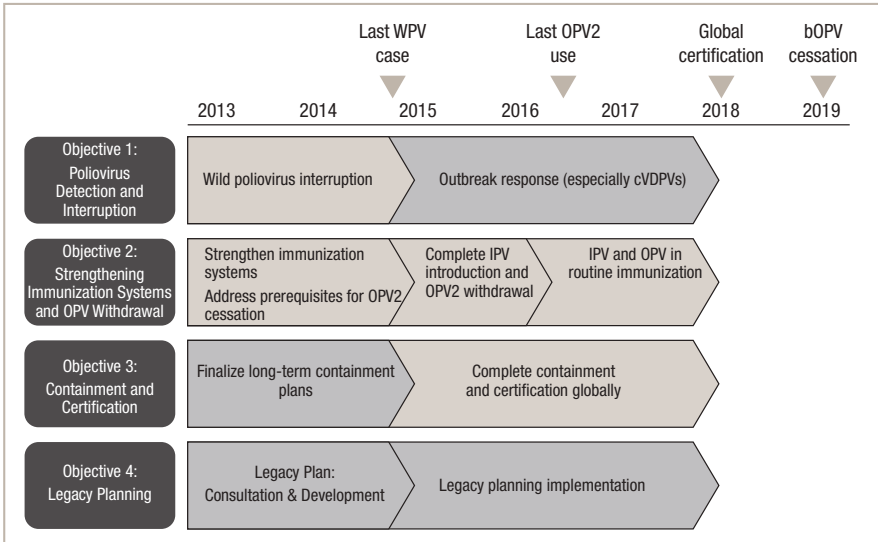 Last WPV
case
Last OPV2
use
Global
certification
bOPV
cessation
2013
2014
2015
2016
2017
2018
2019
Objective 1:
Poliovirus
Detection and
Interruption
Wild poliovirus interruption
Outbreak response (especially cVDPVs)
Objective 2:
Strengthening
Immunization Systems
and OPV Withdrawal
Strengthen immunization
systems
Address prerequisites for OPV2
cessation
Complete IPV
introduction and
OPV2 withdrawal
IPV and OPV in
routine immunization
Objective 3:
Containment and
Certification
Finalize long-term containment
plans
Complete containment
and certification globally
Objective 4:
Legacy Planning
Legacy Plan:
Consultation & Development
Legacy planning implementation